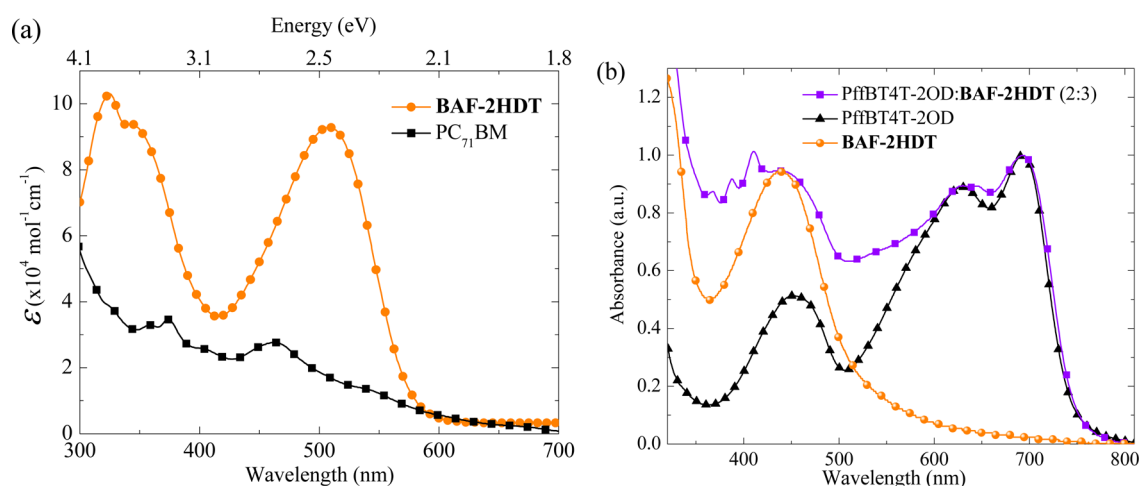 (a)
Energy (eV)
4.1 3.1 2.5 2.1 1.8
BAF-2HDT
PC71BM
ε (x10⁴ mol⁻¹cm⁻¹)
10
8
6
4
2
0
300 400 500 600 700
Wavelength (nm)
(b)
PffBT4T-2OD:BAF-2HDT (2:3)
PffBT4T-2OD
BAF-2HDT
Absorbance (a.u.)
1.2
1.0
0.8
0.6
0.4
0.2
0.0
400 500 600 700 800
Wavelength (nm)